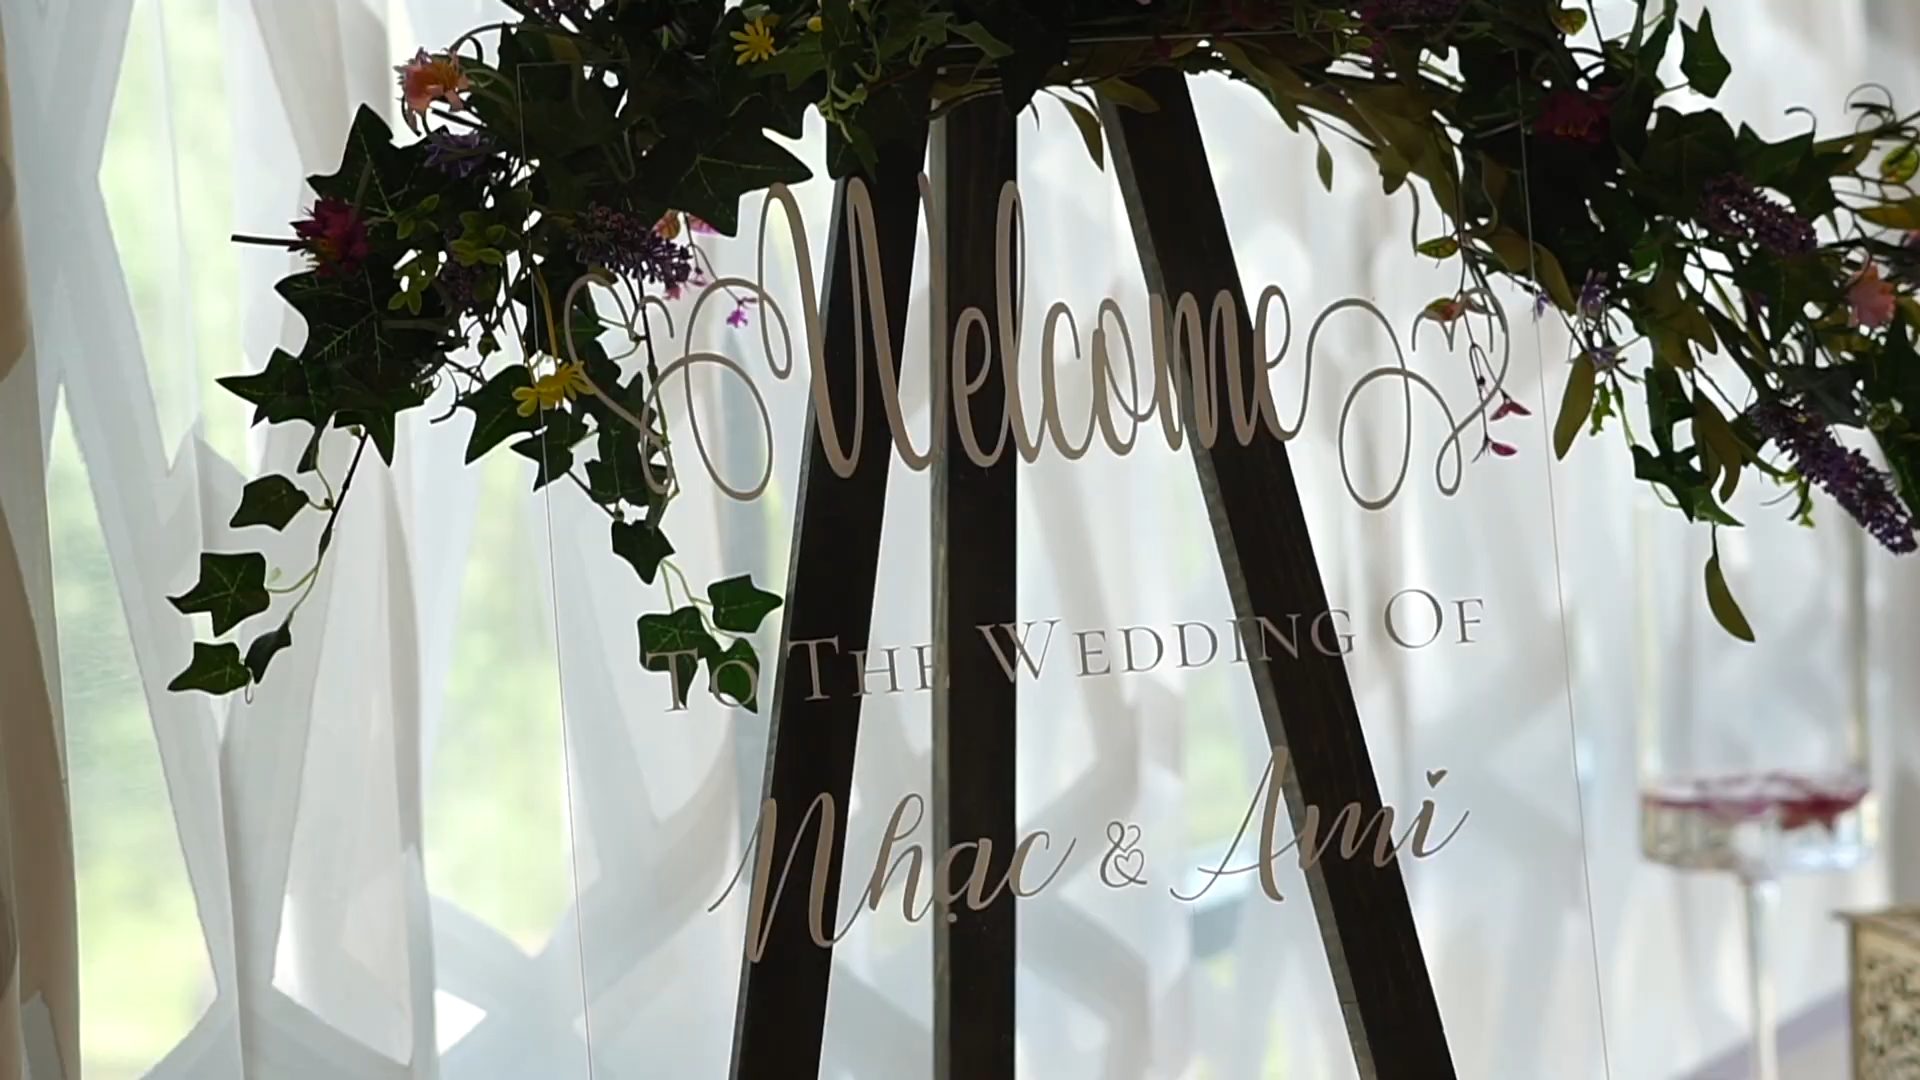 Welcome
To The Wedding Of
Nhạc & Ami